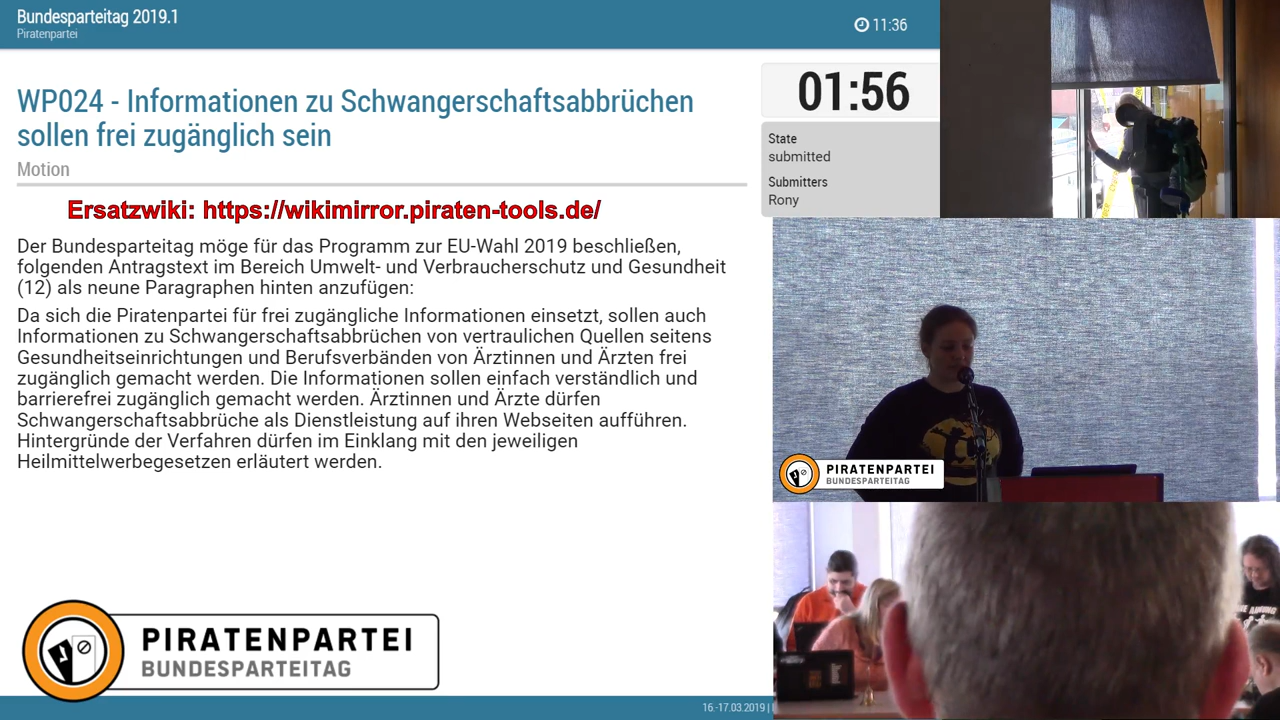 Bundesparteitag 2019.1
Piratenpartei
11:36
WP024 - Informationen zu Schwangerschaftsabbrüchen
sollen frei zugänglich sein
Motion
01:56
State
submitted
Submitters
Rony
Ersatzwiki: https://wikimirror.piraten-tools.de/
Der Bundesparteitag möge für das Programm zur EU-Wahl 2019 beschließen,
folgenden Antragstext im Bereich Umwelt- und Verbraucherschutz und Gesundheit
(12) als neune Paragraphen hinten anzufügen:
Da sich die Piratenpartei für frei zugängliche Informationen einsetzt, sollen auch
Informationen zu Schwangerschaftsabbrüchen von vertraulichen Quellen seitens
Gesundheitseinrichtungen und Berufsverbänden von Ärztinnen und Ärzten frei
zugänglich gemacht werden. Die Informationen sollen einfach verständlich und
barrierefrei zugänglich gemacht werden. Ärztinnen und Ärzte dürfen
Schwangerschaftsabbrüche als Dienstleistung auf ihren Webseiten aufführen.
Hintergründe der Verfahren dürfen im Einklang mit den jeweiligen
Heilmittelwerbegesetzen erläutert werden.
PIRATENPARTEI
BUNDESPARTEITAG
PIRATENPARTEI
BUNDESPARTEITAG
16.-17.03.2019 |